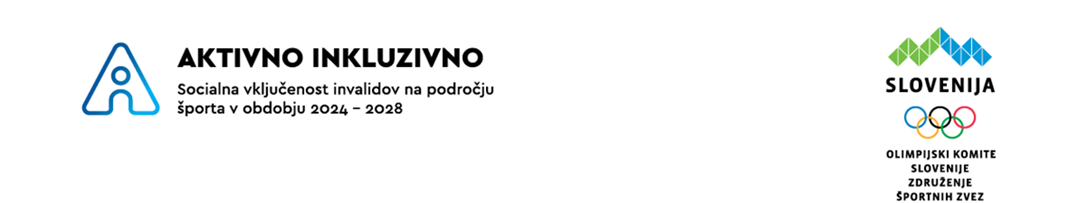 AKTIVNO INKLUZIVNO
Socialna vključenost invalidov na področju
športa v obdobju 2024 – 2028
SLOVENIJA
OLIMPIJSKI KOMITE
SLOVENIJE
ZDRUŽENJE
ŠPORTNIH ZVEZ